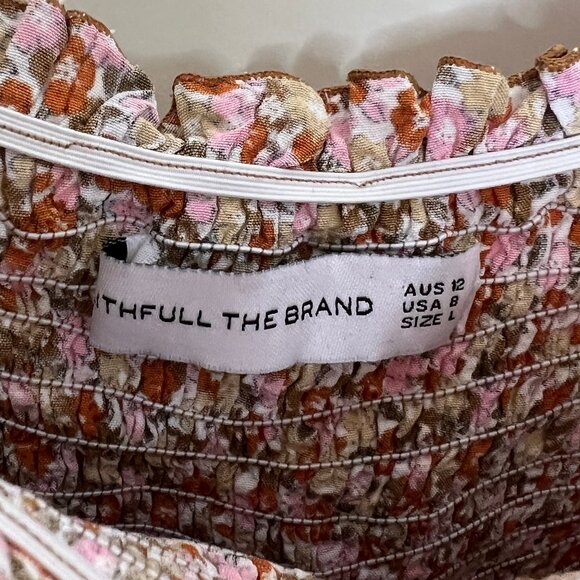 ITHFULL THE BRAND
AUS 12
USA 8
SIZE L